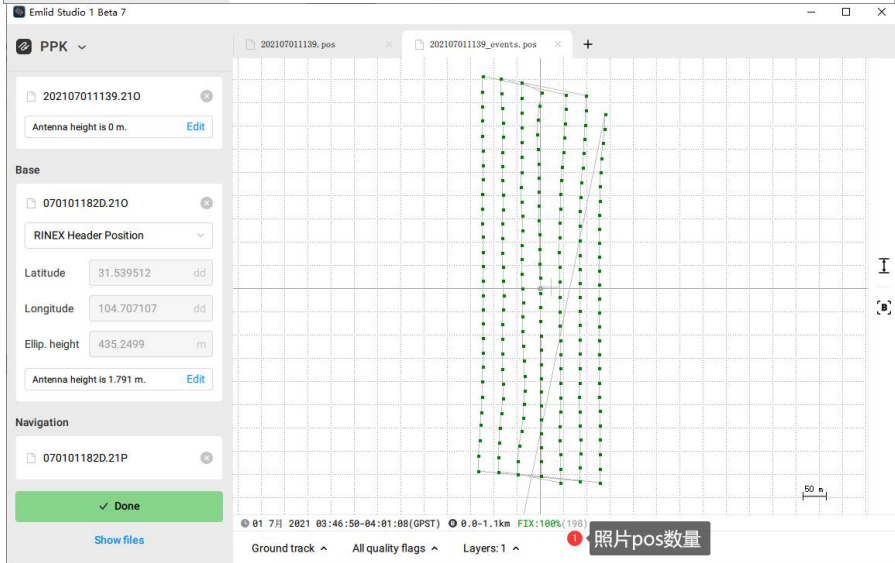 Emlid Studio 1 Beta 7
PPK
202107011139.pos
202107011139_events.pos
202107011139.21O
Antenna height is 0 m.
Edit
Base
070101182D.21O
RINEX Header Position
Latitude
31.539512
dd
Longitude
104.707107
dd
Ellip. height
435.2499
m
Antenna height is 1.791 m.
Edit
Navigation
070101182D.21P
Done
Show files
[B]
50 m
01 7月 2021 03:46:50-04:01:08(GPST)
0.0-1.1km
FIX:100%(198)
1
照片pos数量
Ground track
All quality flags
Layers: 1